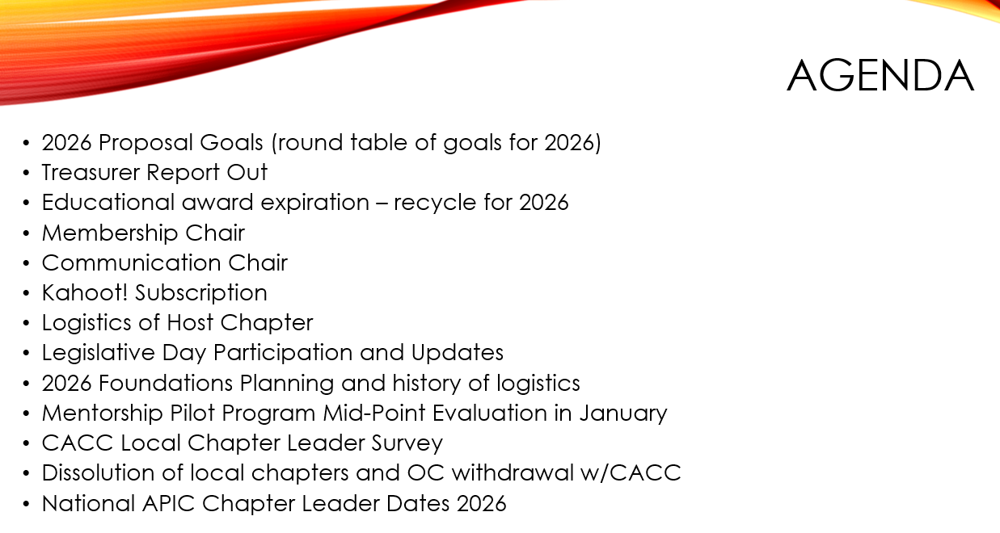 AGENDA
• 2026 Proposal Goals (round table of goals for 2026)
• Treasurer Report Out
• Educational award expiration – recycle for 2026
• Membership Chair
• Communication Chair
• Kahoot! Subscription
• Logistics of Host Chapter
• Legislative Day Participation and Updates
• 2026 Foundations Planning and history of logistics
• Mentorship Pilot Program Mid-Point Evaluation in January
• CACC Local Chapter Leader Survey
• Dissolution of local chapters and OC withdrawal w/CACC
• National APIC Chapter Leader Dates 2026